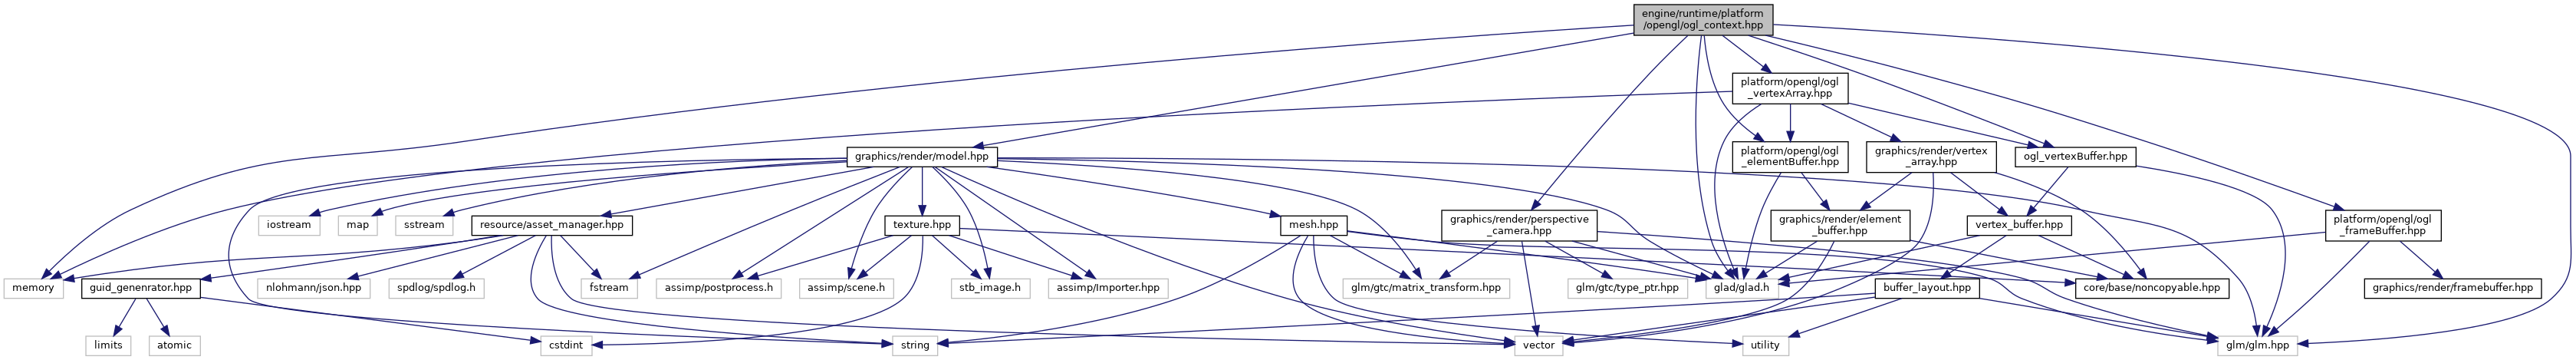 engine/runtime/platform
/opengl/ogl_context.hpp
platform/opengl/ogl
_vertexArray.hpp
graphics/render/model.hpp
platform/opengl/ogl
_elementBuffer.hpp
graphics/render/vertex
_array.hpp
ogl_vertexBuffer.hpp
iostream
map
sstream
resource/asset_manager.hpp
texture.hpp
mesh.hpp
graphics/render/perspective
_camera.hpp
graphics/render/element
_buffer.hpp
vertex_buffer.hpp
platform/opengl/ogl
_frameBuffer.hpp
memory
guid_genenrator.hpp
nlohmann/json.hpp
spdlog/spdlog.h
fstream
assimp/postprocess.h
assimp/scene.h
stb_image.h
assimp/Importer.hpp
glm/gtc/matrix_transform.hpp
glm/gtc/type_ptr.hpp
glad/glad.h
buffer_layout.hpp
core/base/noncopyable.hpp
graphics/render/framebuffer.hpp
limits
atomic
cstdint
string
vector
utility
glm/glm.hpp